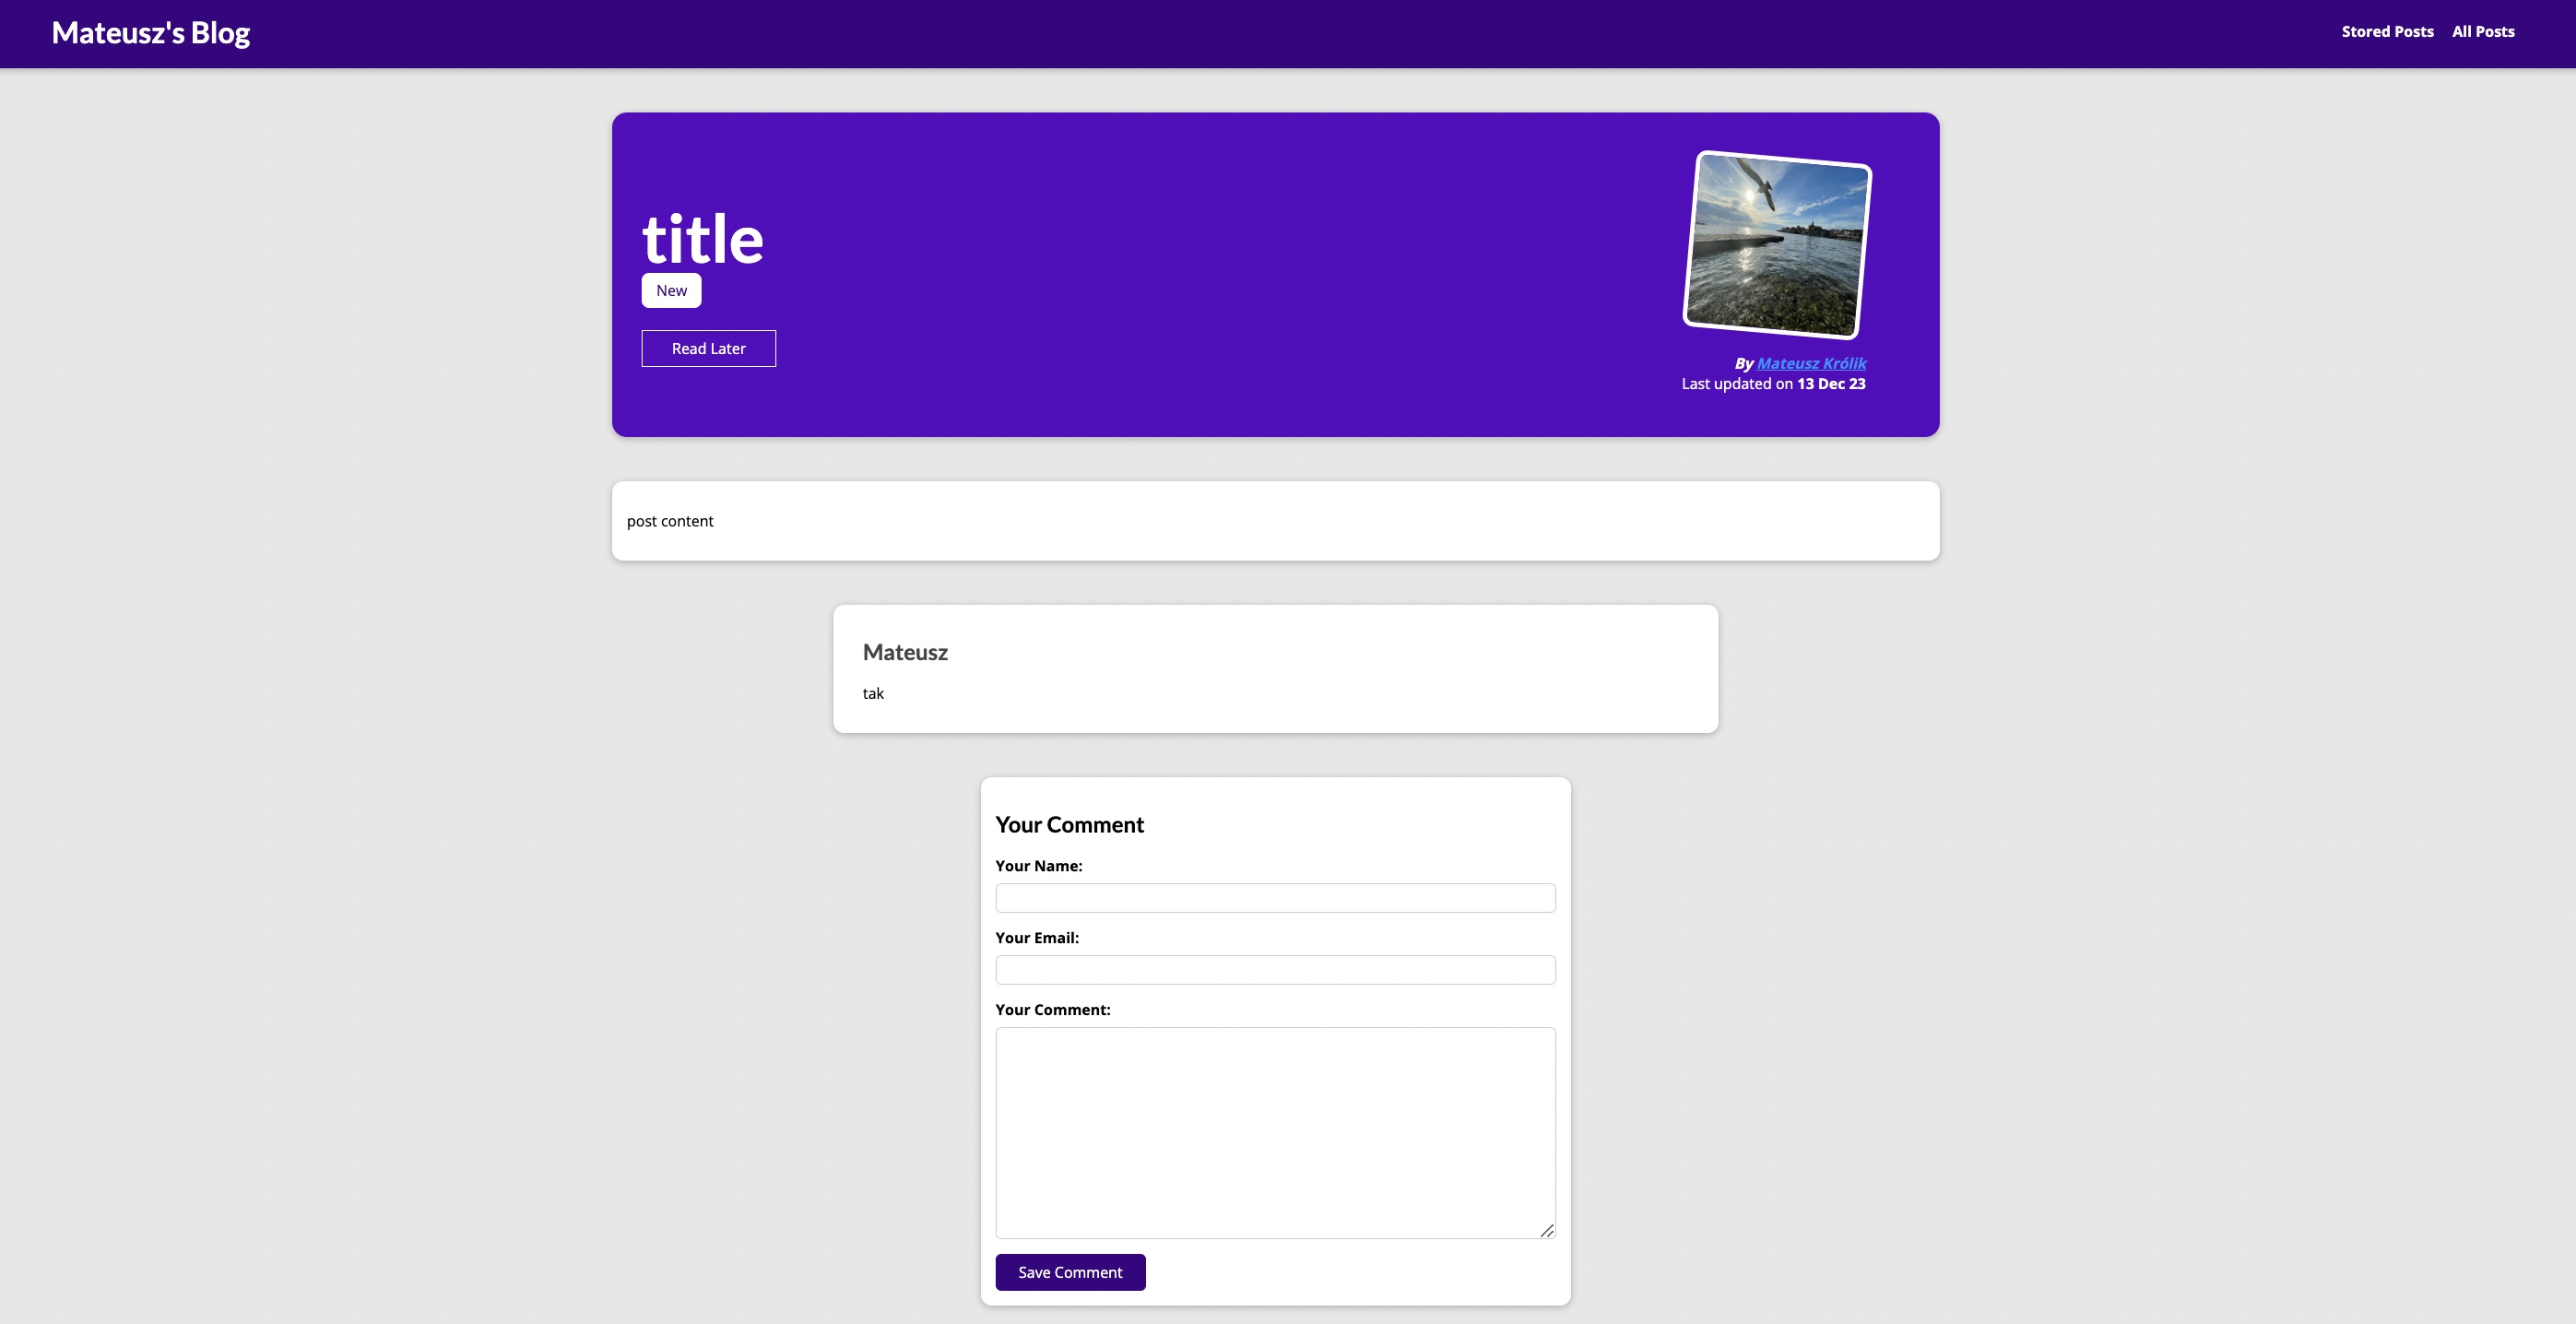 Mateusz's Blog
Stored Posts All Posts
title
New
Read Later
By Mateusz Królik
Last updated on 13 Dec 23
post content
Mateusz
tak
Your Comment
Your Name:
Your Email:
Your Comment:
Save Comment